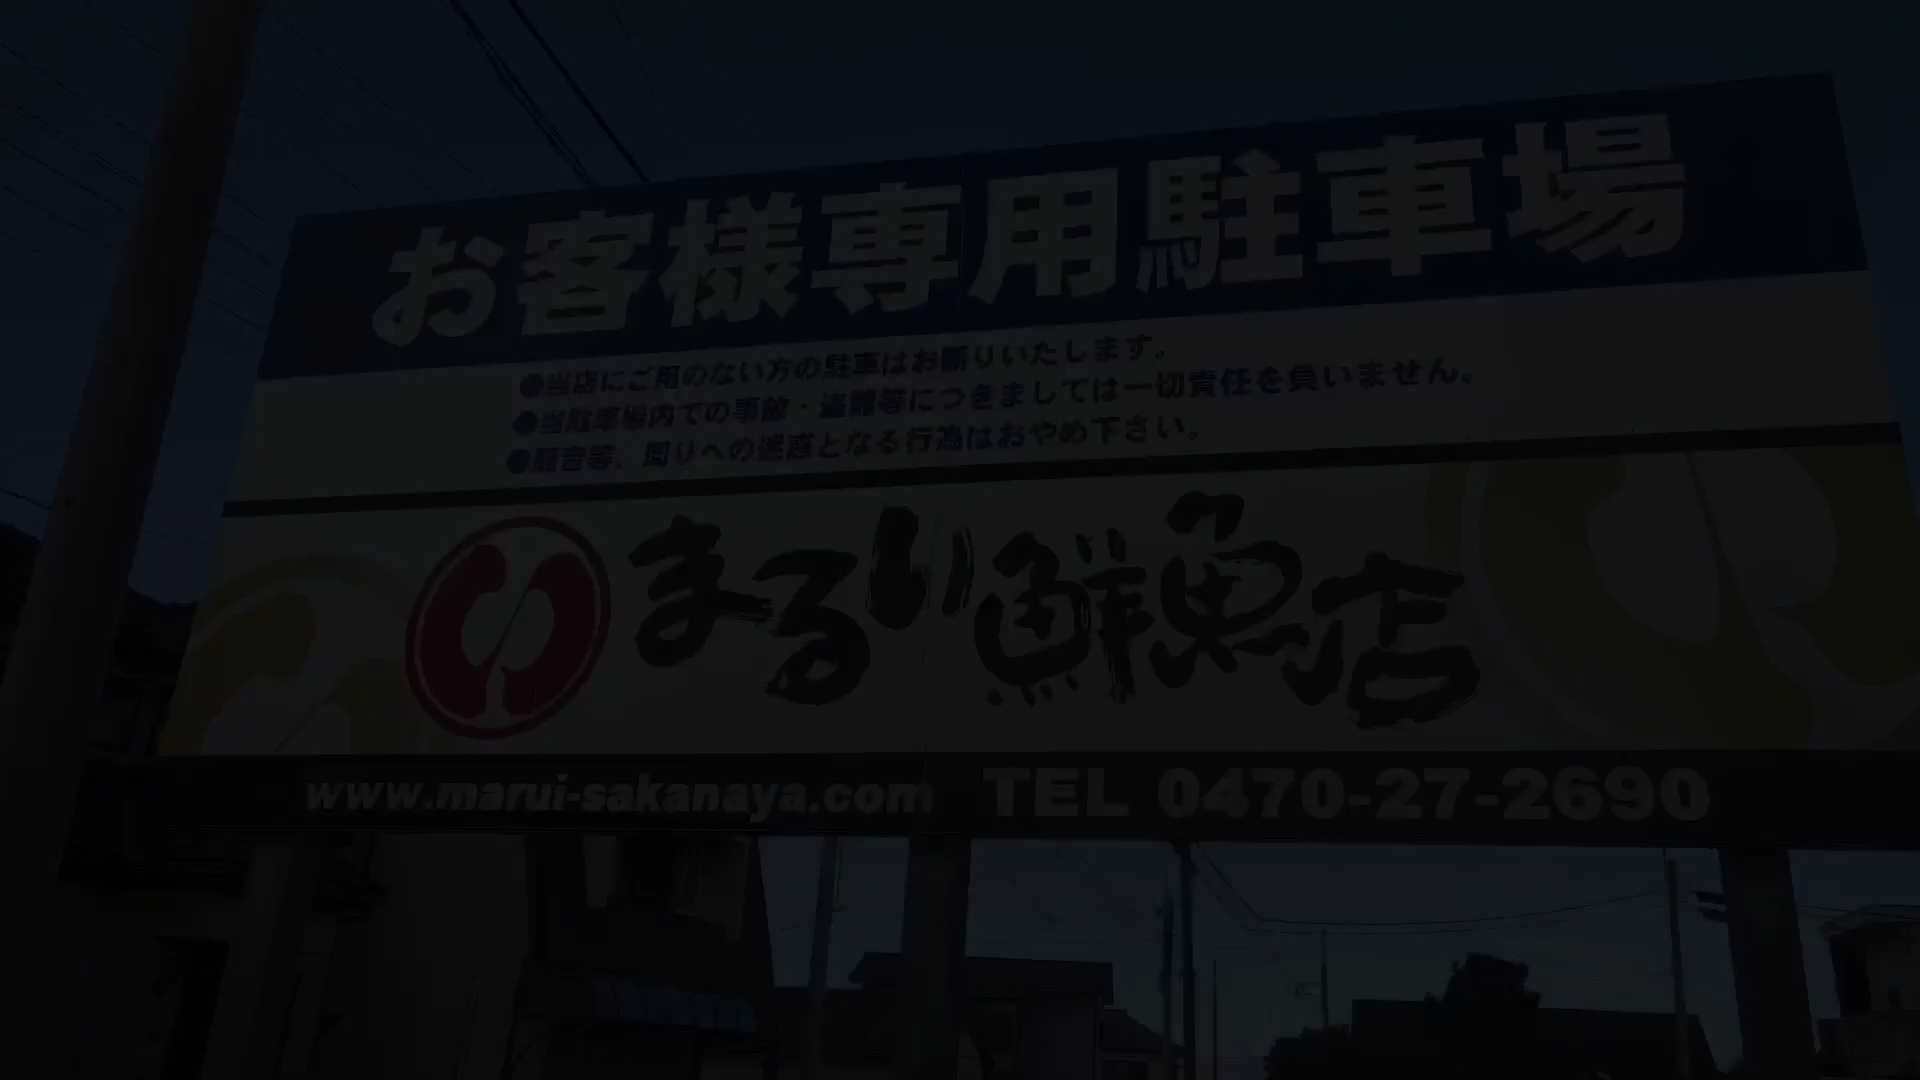 お客様専用駐車場
●当店にご用のない方の駐車はお断りいたします。
●当駐車場内での事故・盗難等につきましては一切責任を負いません。
●騒音等、周りへの迷惑となる行為はおやめ下さい。
まるい鮮魚店
www.marui-sakanaya.com TEL 0470-27-2690